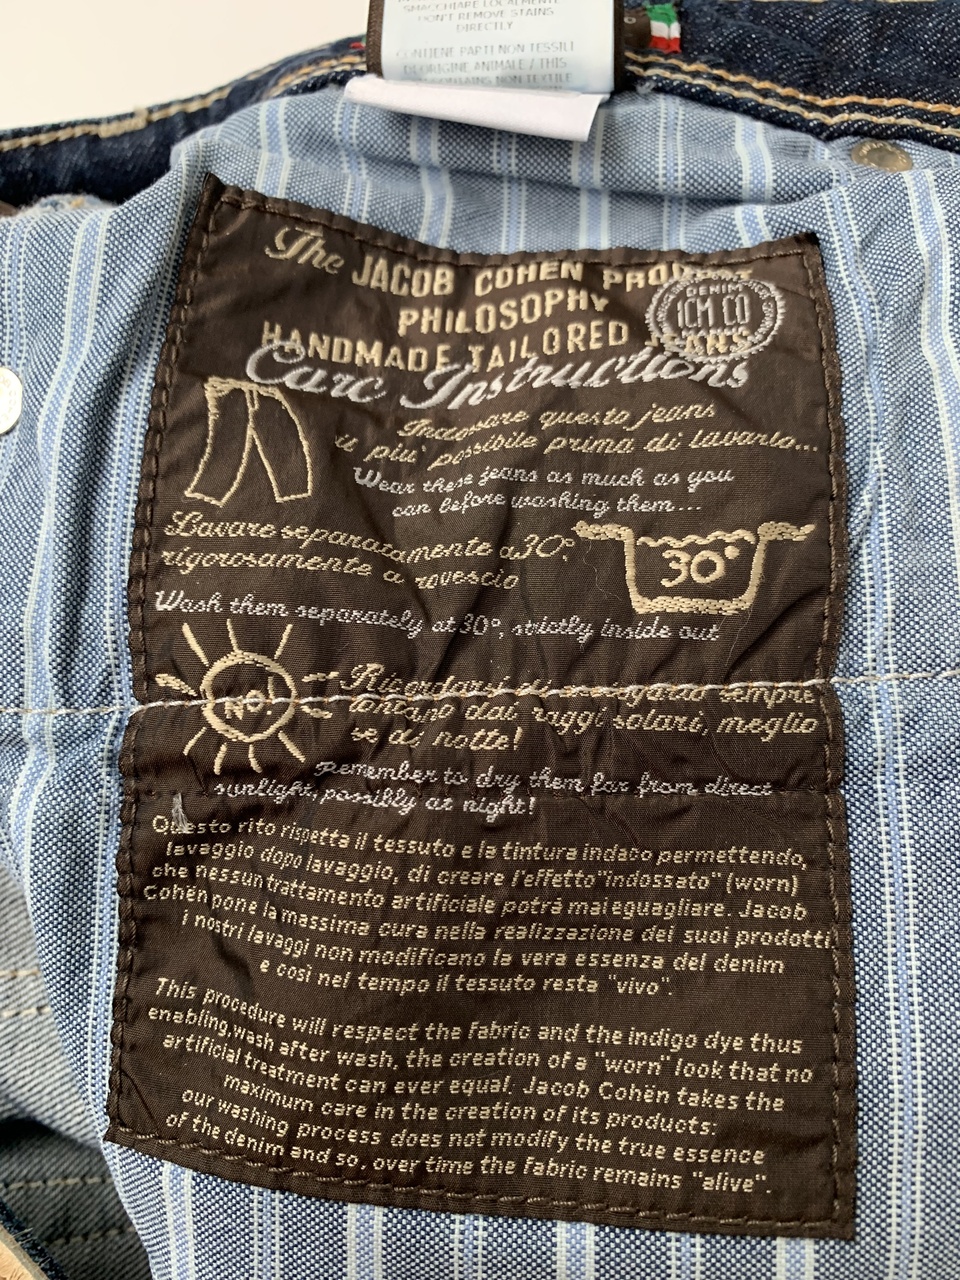 SMACCHIARE LOCALMENTE
DON'T REMOVE STAINS
DIRECTLY
CONTIENE PARTI NON TESSILI
DI ORIGINE ANIMALE / THIS
CONTAINS NON TEXTILE
The JACOB COHEN
PHILOSOPHY
HANDMADE TAILORED JEANS
DENIM
JCM CO
Care Instructions
Indossare questo jeans
il più possibile prima di lavarlo...
Wear these jeans as much as you
can before washing them...
Lavare separatamente a 30°,
rigorosamente a rovescio
30°
Wash them separately at 30°, strictly inside out
NO!
Ricordarsi di sempre
lontano dai raggi solari, meglio
se di notte!
Remember to dry them far from direct
sunlight, possibly at night!
Questo rito rispetta il tessuto e la tintura indaco permettendo,
lavaggio dopo lavaggio, di creare l'effetto "indossato" (worn)
che nessun trattamento artificiale potrà mai eguagliare. Jacob
Cohën pone la massima cura nella realizzazione dei suoi prodotti
i nostri lavaggi non modificano la vera essenza del denim
e così nel tempo il tessuto resta "vivo".
This procedure will respect the fabric and the indigo dye thus
enabling, wash after wash, the creation of a "worn" look that no
artificial treatment can ever equal. Jacob Cohën takes the
maximum care in the creation of its products:
our washing process does not modify the true essence
of the denim and so, over time the fabric remains "alive".